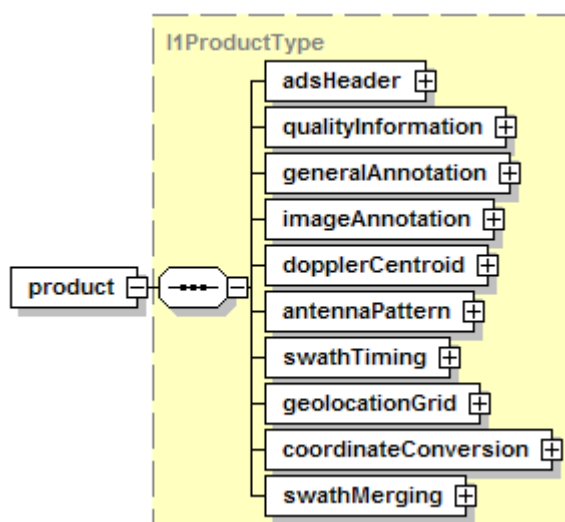 l1ProductType
adsHeader
qualityInformation
generalAnnotation
imageAnnotation
dopplerCentroid
product
antennaPattern
swathTiming
geolocationGrid
coordinateConversion
swathMerging